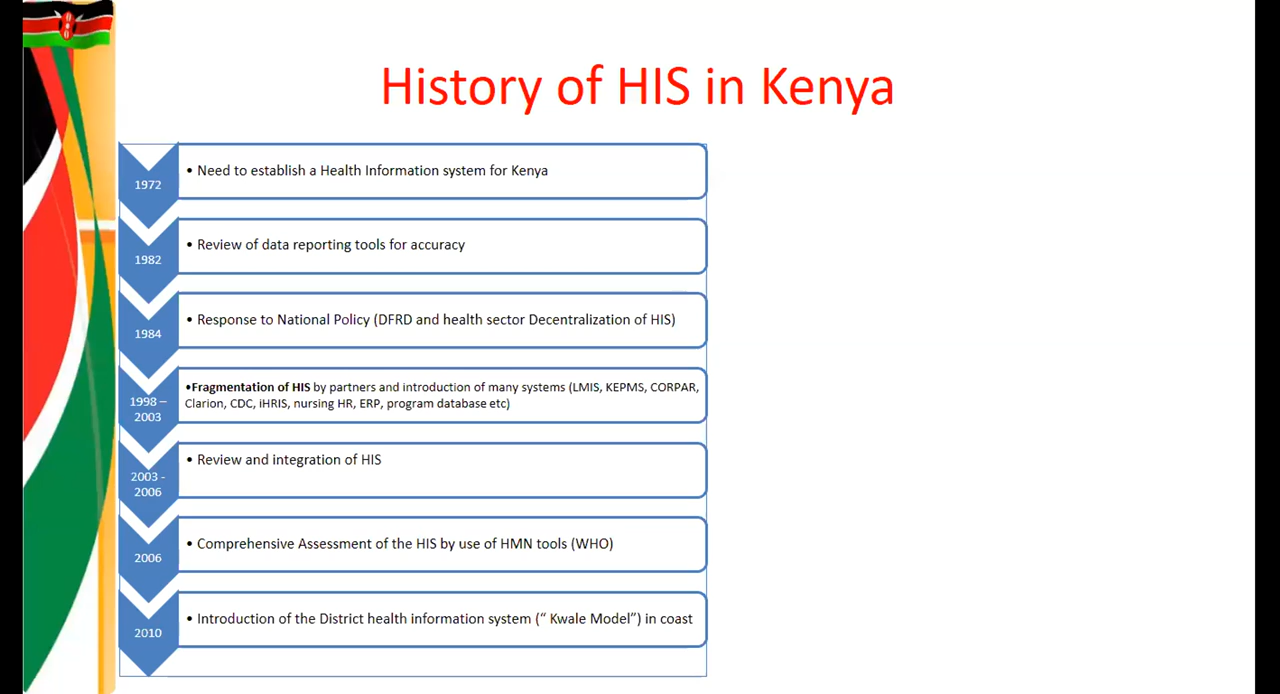 History of HIS in Kenya
1972
• Need to establish a Health Information system for Kenya
1982
• Review of data reporting tools for accuracy
1984
• Response to National Policy (DFRD and health sector Decentralization of HIS)
1998 –
2003
•Fragmentation of HIS by partners and introduction of many systems (LMIS, KEPMS, CORPAR,
Clarion, CDC, iHRIS, nursing HR, ERP, program database etc)
2003 -
2006
• Review and integration of HIS
2006
• Comprehensive Assessment of the HIS by use of HMN tools (WHO)
2010
• Introduction of the District health information system (“ Kwale Model”) in coast